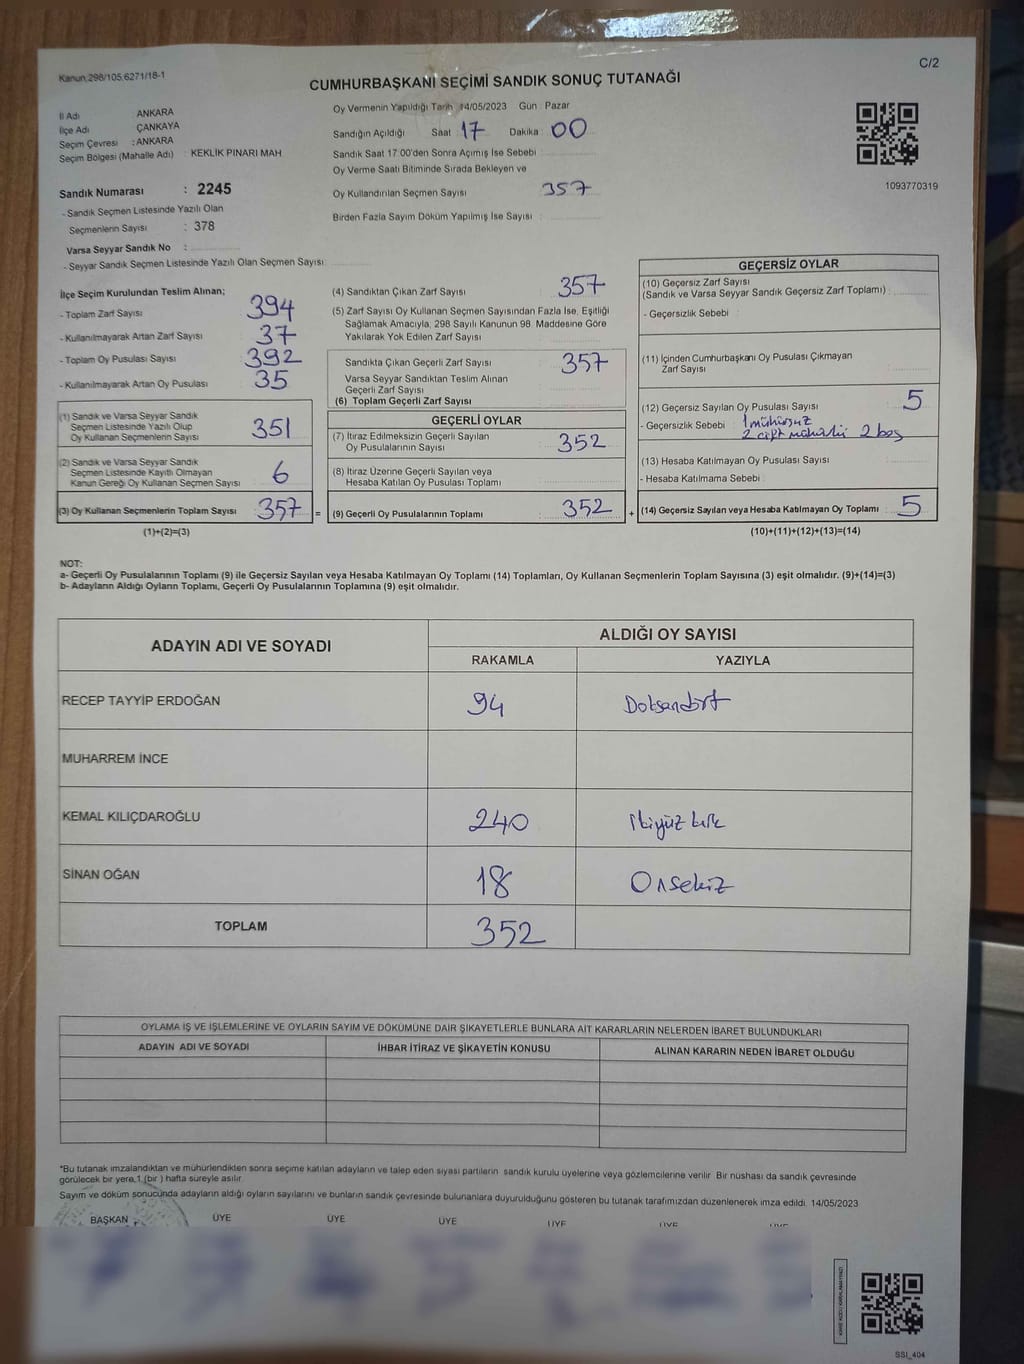 Kanun;298/105,6271/18-1
C/2
CUMHURBAŞKANI SEÇİMİ SANDIK SONUÇ TUTANAĞI
İl Adı ANKARA
İlçe Adı ÇANKAYA
Seçim Çevresi : ANKARA
Seçim Bölgesi (Mahalle Adı) : KEKLİK PINARI MAH
Sandık Numarası : 2245
- Sandık Seçmen Listesinde Yazılı Olan
Seçmenlerin Sayısı : 378
Varsa Seyyar Sandık No :
- Seyyar Sandık Seçmen Listesinde Yazılı Olan Seçmen Sayısı:
Oy Vermenin Yapıldığı Tarih :14/05/2023 Gün : Pazar
Sandığın Açıldığı Saat : 17 Dakika : 00
Sandık Saat 17:00'den Sonra Açımış İse Sebebi :
Oy Verme Saati Bitiminde Sırada Bekleyen ve
Oy Kullandırılan Seçmen Sayısı 357
Birden Fazla Sayım Döküm Yapılmış İse Sayısı :
1093770319
İlçe Seçim Kurulundan Teslim Alınan;
- Toplam Zarf Sayısı 394
- Kullanılmayarak Artan Zarf Sayısı 37
- Toplam Oy Pusulası Sayısı 392
- Kullanılmayarak Artan Oy Pusulası 35
(1) Sandık ve Varsa Seyyar Sandık
Seçmen Listesinde Yazılı Olup
Oy Kullanan Seçmenlerin Sayısı 351
(2) Sandık ve Varsa Seyyar Sandık
Seçmen Listesinde Kayıtlı Olmayan
Kanun Gereği Oy Kullanan Seçmen Sayısı 6
(3) Oy Kullanan Seçmenlerin Toplam Sayısı 357 =
(1)+(2)=(3)
(4) Sandıktan Çıkan Zarf Sayısı 357
(5) Zarf Sayısı Oy Kullanan Seçmen Sayısından Fazla İse, Eşitliği
Sağlamak Amacıyla, 298 Sayılı Kanunun 98. Maddesine Göre
Yakılarak Yok Edilen Zarf Sayısı
Sandıkta Çıkan Geçerli Zarf Sayısı 357
Varsa Seyyar Sandıktan Teslim Alınan
Geçerli Zarf Sayısı
(6) Toplam Geçerli Zarf Sayısı
GEÇERLİ OYLAR
(7) İtiraz Edilmeksizin Geçerli Sayılan
Oy Pusulalarının Sayısı 352
(8) İtiraz Üzerine Geçerli Sayılan veya
Hesaba Katılan Oy Pusulası Toplamı
(9) Geçerli Oy Pusulalarının Toplamı 352 +
GEÇERSİZ OYLAR
(10) Geçersiz Zarf Sayısı
(Sandık ve Varsa Seyyar Sandık Geçersiz Zarf Toplamı) :
- Geçersizlik Sebebi :
(11) İçinden Cumhurbaşkanı Oy Pusulası Çıkmayan
Zarf Sayısı
(12) Geçersiz Sayılan Oy Pusulası Sayısı 5
- Geçersizlik Sebebi : 1 mühürsüz
2 çift mühürlü 2 boş
(13) Hesaba Katılmayan Oy Pusulası Sayısı
- Hesaba Katılmama Sebebi
(14) Geçersiz Sayılan veya Hesaba Katılmayan Oy Toplamı : 5
(10)+(11)+(12)+(13)=(14)
NOT:
a- Geçerli Oy Pusulalarının Toplamı (9) ile Geçersiz Sayılan veya Hesaba Katılmayan Oy Toplamı (14) Toplamları, Oy Kullanan Seçmenlerin Toplam Sayısına (3) eşit olmalıdır. (9)+(14)=(3)
b- Adayların Aldığı Oyların Toplamı, Geçerli Oy Pusulalarının Toplamına (9) eşit olmalıdır.
ADAYIN ADI VE SOYADI
ALDIĞI OY SAYISI
RAKAMLA YAZIYLA
RECEP TAYYİP ERDOĞAN 94 Doksandört
MUHARREM İNCE
KEMAL KILIÇDAROĞLU 240 ikiyüz kırk
SİNAN OĞAN 18 Onsekiz
TOPLAM 352
OYLAMA İŞ VE İŞLEMLERİNE VE OYLARIN SAYIM VE DÖKÜMÜNE DAİR ŞİKAYETLERLE BUNLARA AİT KARARLARIN NELERDEN İBARET BULUNDUKLARI
ADAYIN ADI VE SOYADI İHBAR İTİRAZ VE ŞİKAYETİN KONUSU ALINAN KARARIN NEDEN İBARET OLDUĞU
*Bu tutanak imzalandıktan ve mühürlendikten sonra seçime katılan adayların ve talep eden siyasi partilerin sandık kurulu üyelerine veya gözlemcilerine verilir. Bir nüshası da sandık çevresinde
görülecek bir yere,1 (bir ) hafta süreyle asılır.
Sayım ve döküm sonucunda adayların aldığı oyların sayılarını ve bunların sandık çevresinde bulunanlara duyurulduğunu gösteren bu tutanak tarafımızdan düzenlenerek imza edildi. 14/05/2023
BAŞKAN ÜYE ÜYE ÜYE ÜYE ÜYE ÜYE
SSİ_404